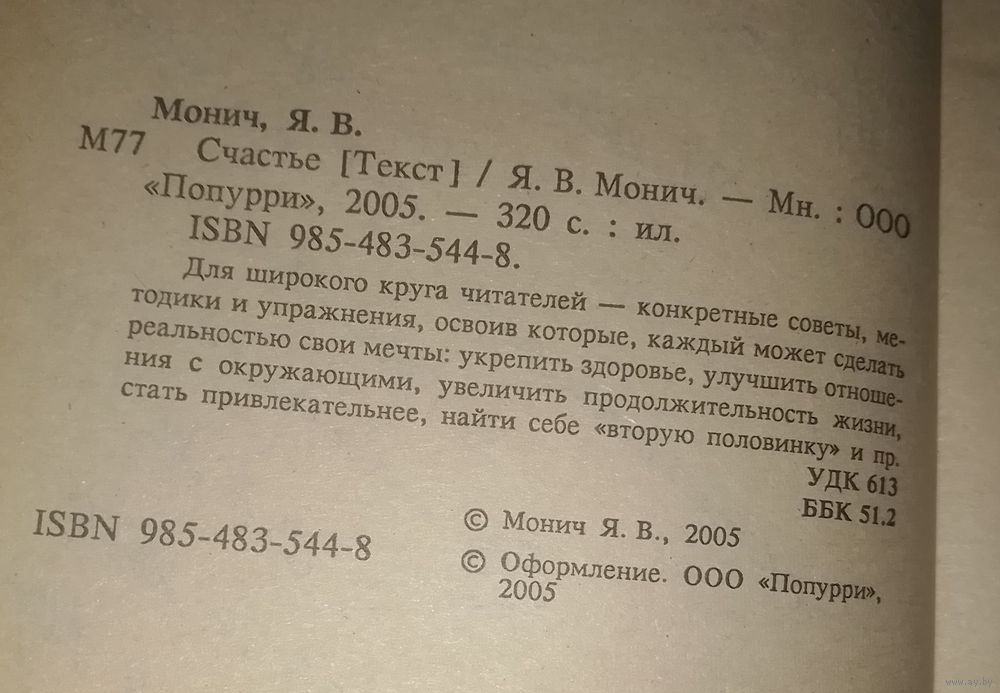 Монич, Я. В.
М77 Счастье [Текст] / Я. В. Монич. — Мн. : ООО
«Попурри», 2005. — 320 с. : ил.
ISBN 985-483-544-8.
Для широкого круга читателей — конкретные советы, ме-
тодики и упражнения, освоив которые, каждый может сделать
реальностью свои мечты: укрепить здоровье, улучшить отноше-
ния с окружающими, увеличить продолжительность жизни,
стать привлекательнее, найти себе «вторую половинку» и пр.
УДК 613
ББК 51.2
© Монич Я. В., 2005
ISBN 985-483-544-8
© Оформление. ООО «Попурри»,
2005
www.ay.by